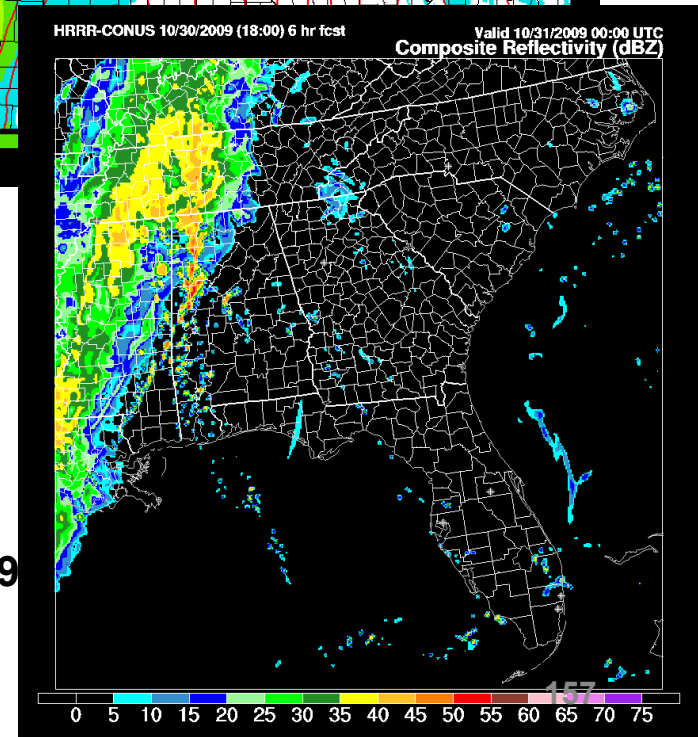 HRRR-CONUS 10/30/2009 (18:00) 6 hr fcst
Valid 10/31/2009 00:00 UTC
Composite Reflectivity (dBZ)
9
157
0 5 10 15 20 25 30 35 40 45 50 55 60 65 70 75